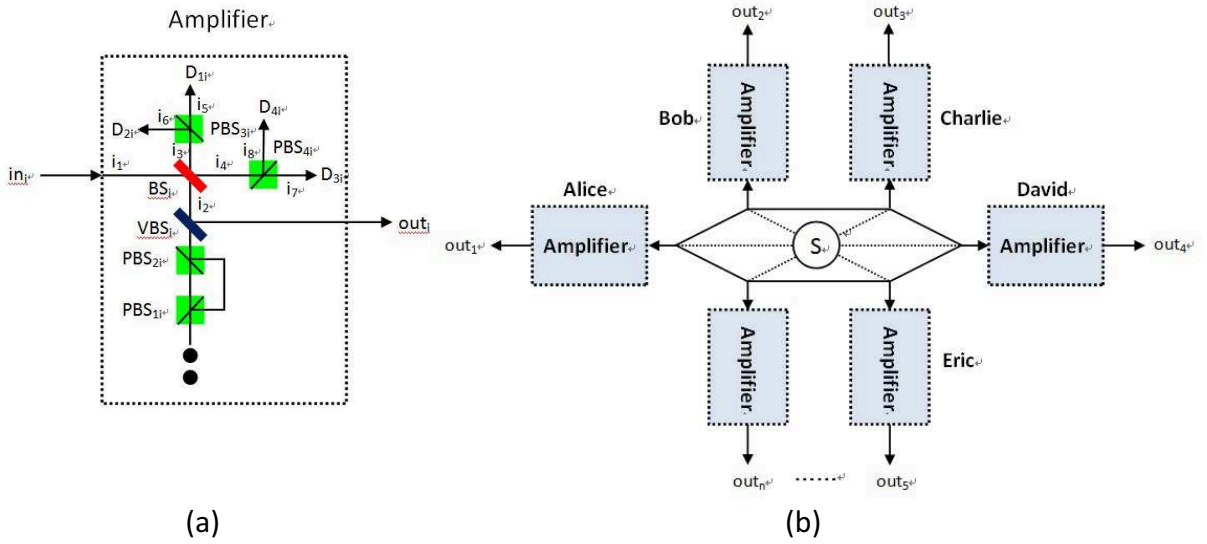 Amplifier
D1i
i5
i6
D2i
PBS3i
D4i
i8
PBS4i
i3
i4
i7
D3i
ini
i1
BSi
i2
VBSi
outi
PBS2i
PBS1i
(a)
out2
out3
Bob
Amplifier
Amplifier
Charlie
Alice
David
out1
Amplifier
S
Amplifier
out4
Amplifier
Amplifier
Eric
outn
out5
(b)